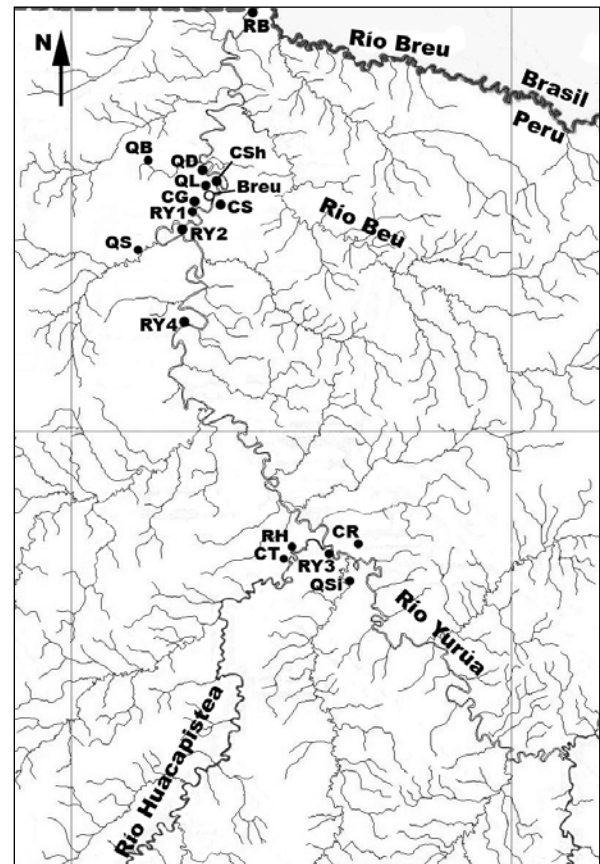 RB
Río Breu
N
Brasil
Peru
QB
QD
CSh
QL
Breu
CG
CS
RY1
Río Beu
RY2
QS
RY4
RH
CR
CT
RY3
QSi
Río Yurúa
Río Huacapistea